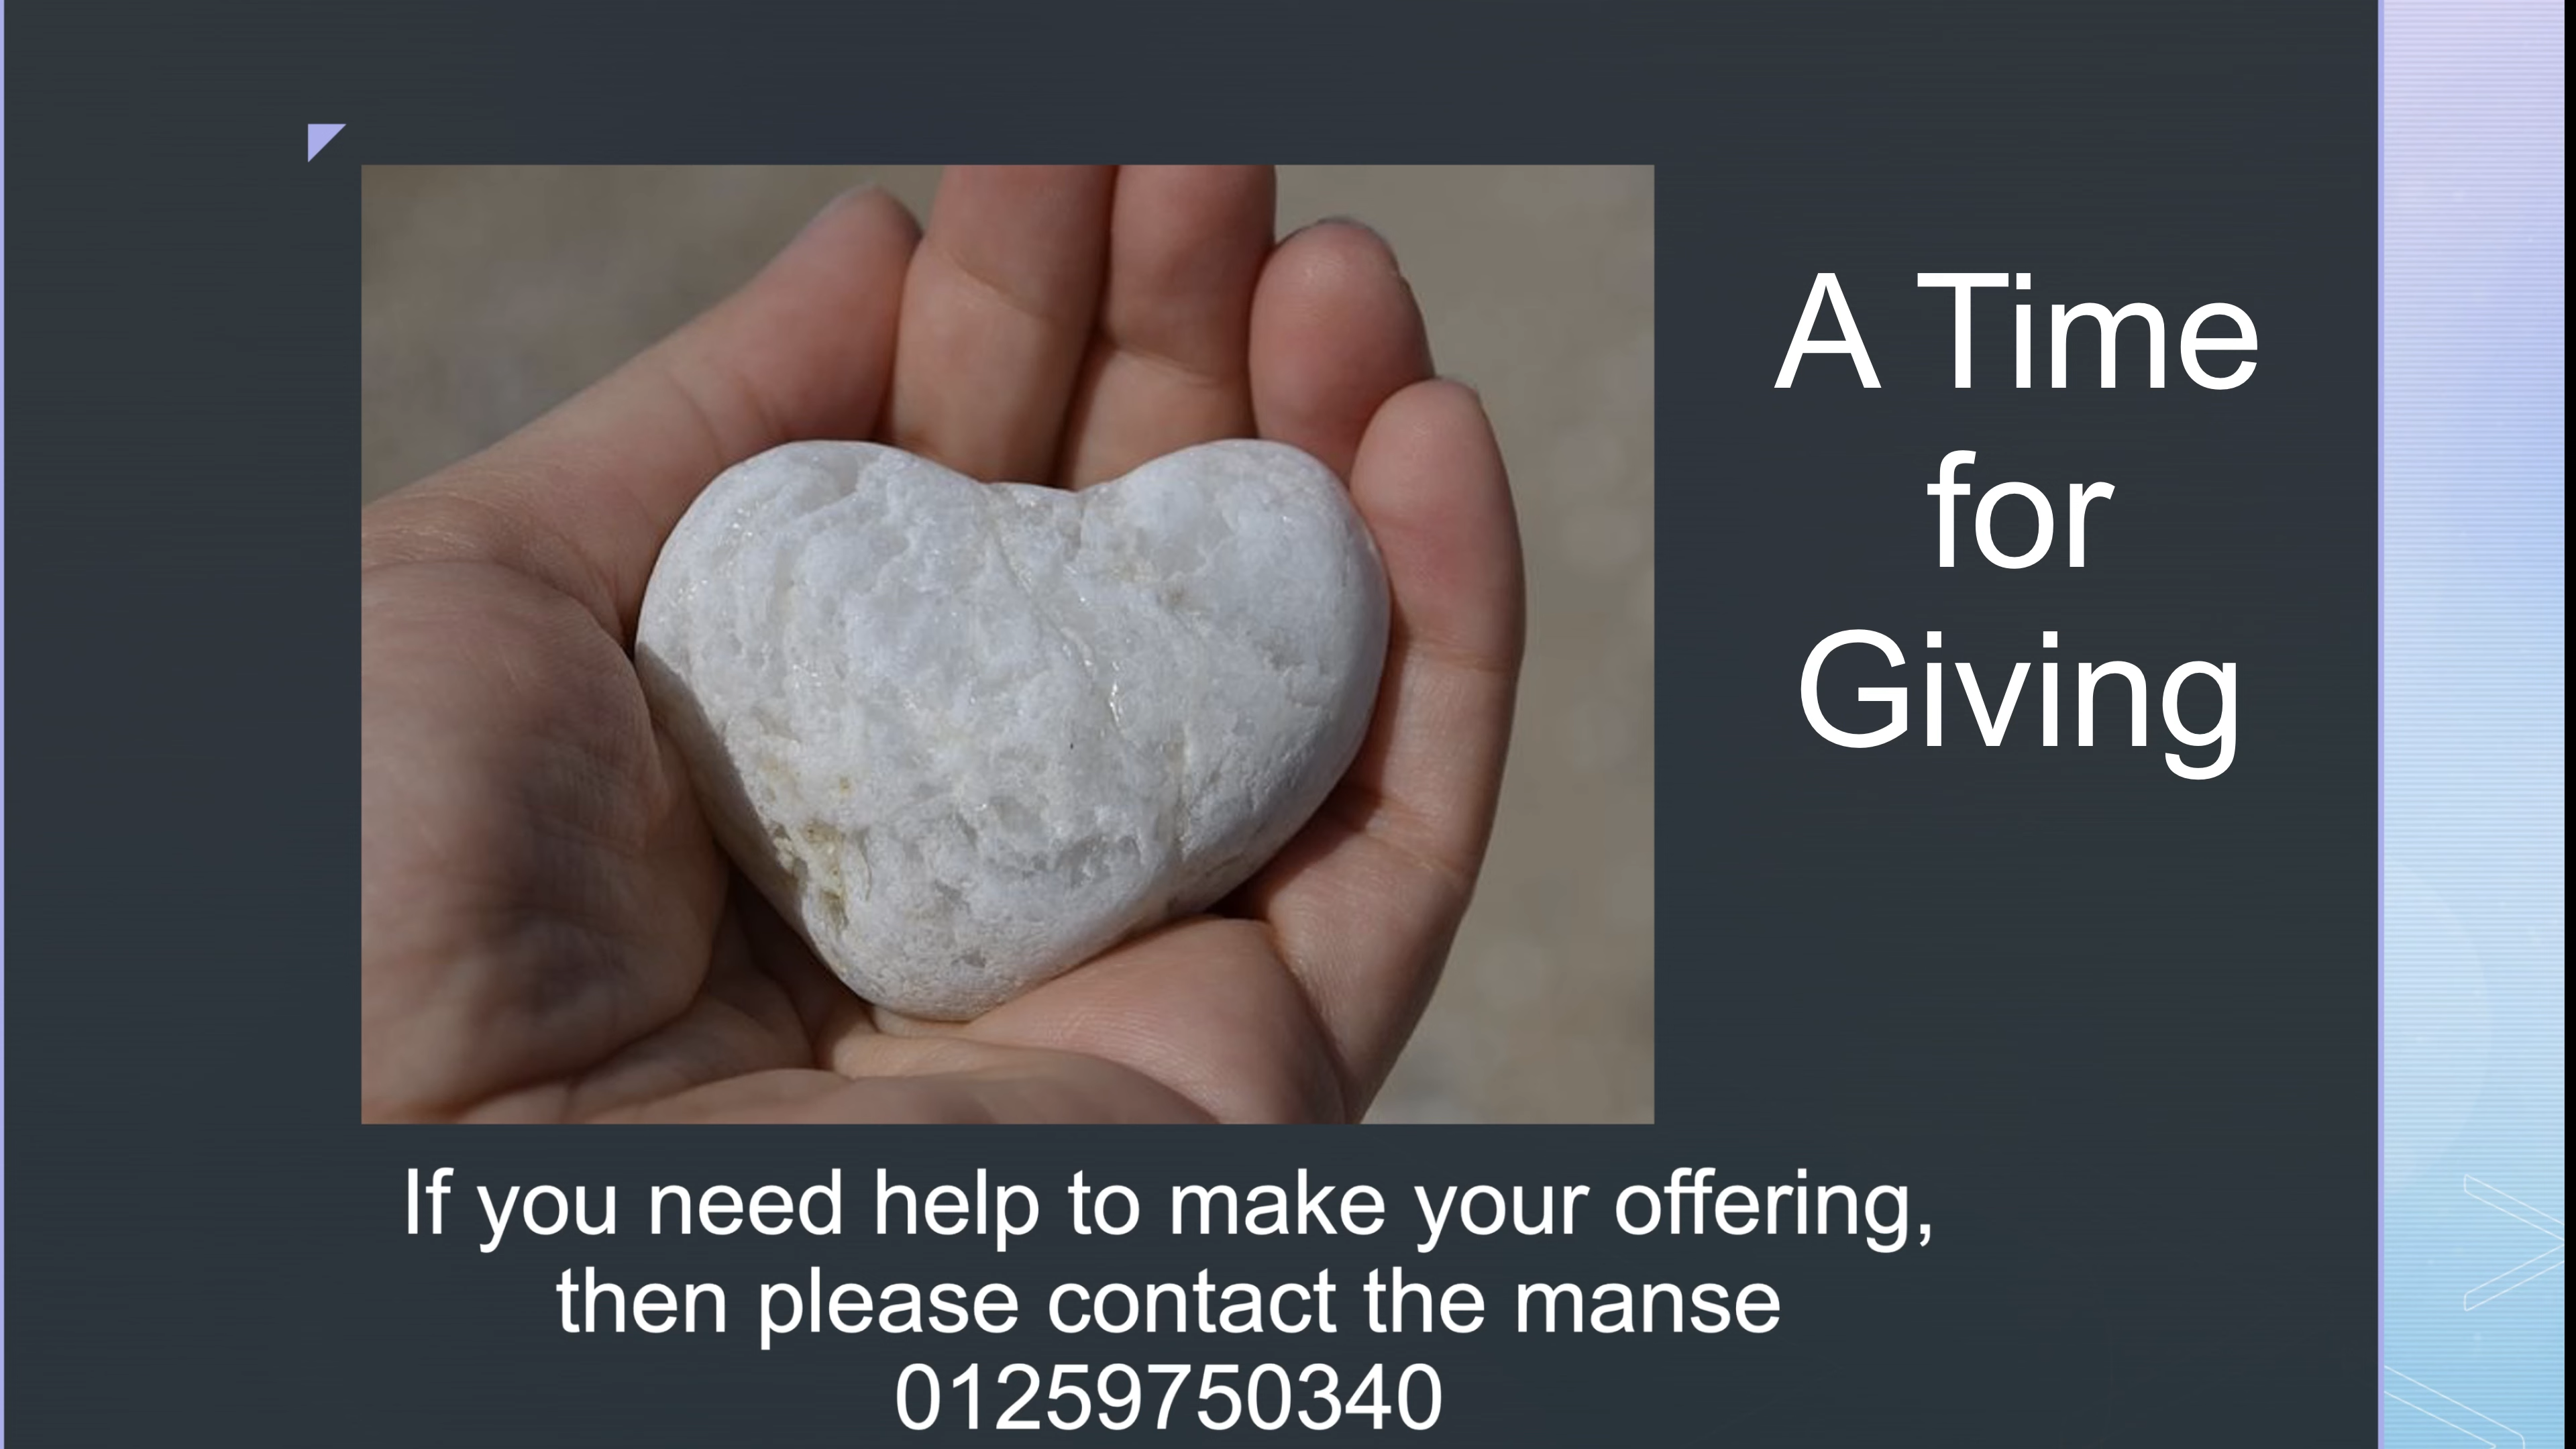 A Time
for
Giving
If you need help to make your offering,
then please contact the manse
01259750340